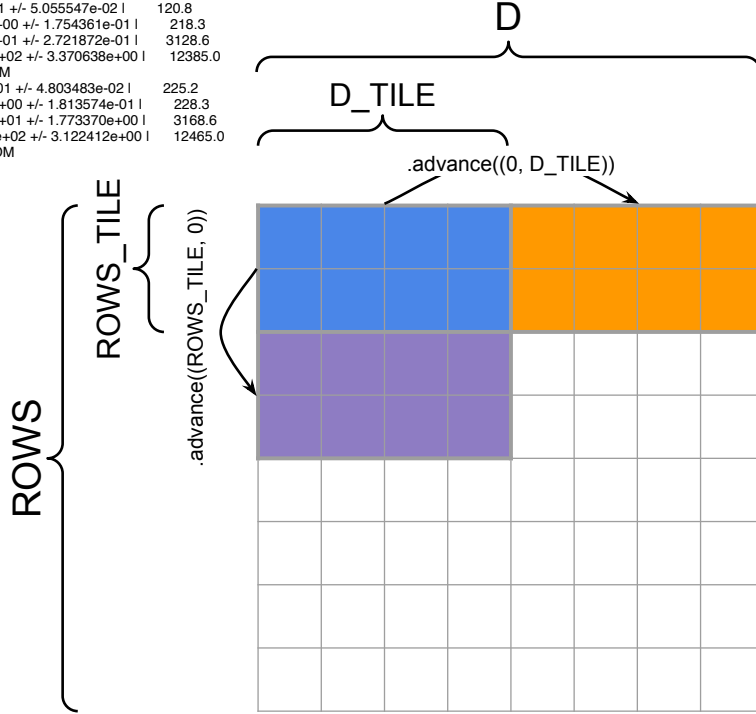 1 +/- 5.055547e-02 | 120.8
-00 +/- 1.754361e-01 | 218.3
-01 +/- 2.721872e-01 | 3128.6
+02 +/- 3.370638e+00 | 12385.0
M
01 +/- 4.803483e-02 | 225.2
+00 +/- 1.813574e-01 | 228.3
+01 +/- 1.773370e+00 | 3168.6
e+02 +/- 3.122412e+00 | 12465.0
OM
D
D_TILE
.advance((0, D_TILE))
ROWS_TILE
.advance((ROWS_TILE, 0))
ROWS